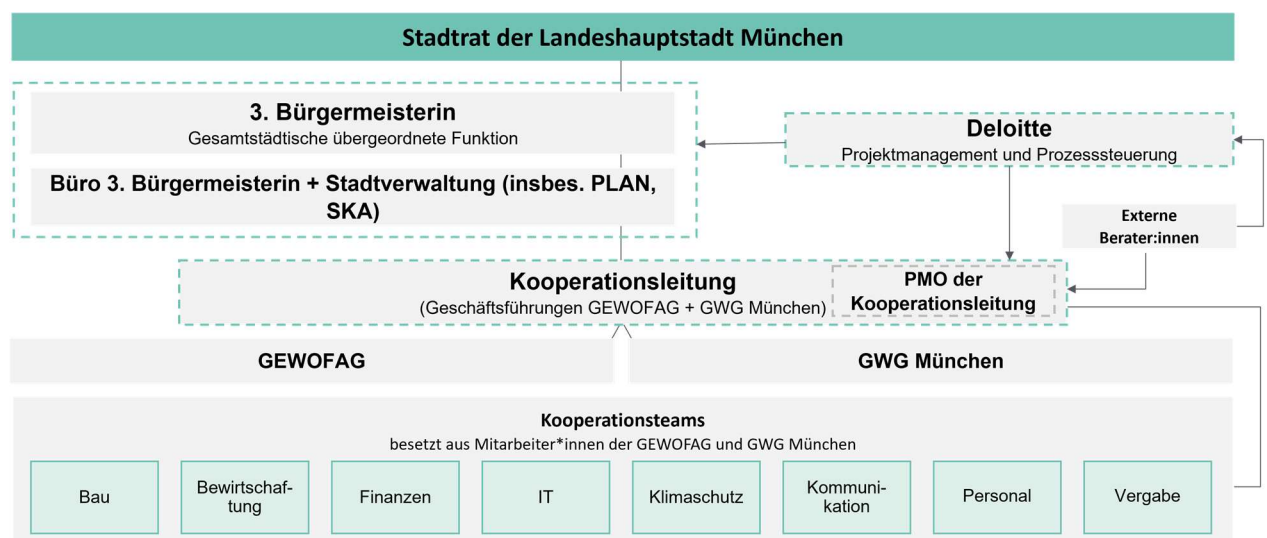 Stadtrat der Landeshauptstadt München
3. Bürgermeisterin
Gesamtstädtische übergeordnete Funktion
Büro 3. Bürgermeisterin + Stadtverwaltung (insbes. PLAN,
SKA)
Deloitte
Projektmanagement und Prozesssteuerung
Externe
Berater:innen
Kooperationsleitung
(Geschäftsführungen GEWOFAG + GWG München)
PMO der
Kooperationsleitung
GEWOFAG
GWG München
Kooperationsteams
besetzt aus Mitarbeiter*innen der GEWOFAG und GWG München
Bau
Bewirtschaf-
tung
Finanzen
IT
Klimaschutz
Kommuni-
kation
Personal
Vergabe